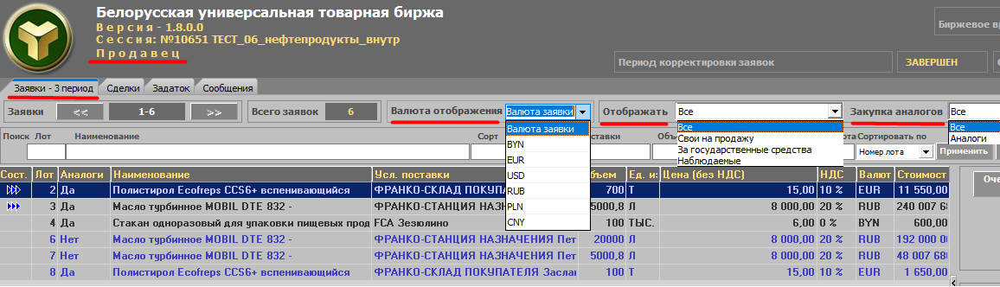 Белорусская универсальная товарная биржа
Версия - 1.8.0.0
Сессия: №10651 ТЕСТ_06_нефтепродукты_внутр
Продавец
Биржевое вр
Период корректировки заявок ЗАВЕРШЕН
Заявки - 3 период Сделки Задаток Сообщения
Заявки << 1-6 >> Всего заявок 6 Валюта отображения Валюта заявки Отображать Все Закупка аналогов Все
Валюта заявки
BYN
EUR
USD
RUB
PLN
CNY
Все
Свои на продажу
За государственные средства
Наблюдаемые
Все
Аналоги
Поиск Лот Наименование Сорт ставки Объ юта Сортировать по
Номер лота Применить
Сост. Лот Аналоги Наименование Усл. поставки бъем Ед. из Цена (без НДС) НДС Валют Стоимост
2 Да Полистирол Ecofreps CCS6+ вспенивающийся ФРАНКО-СКЛАД ПОКУПА 700 Т 15,00 10 % EUR 11 550,00
3 Да Масло турбинное MOBIL DTE 832 - ФРАНКО-СТАНЦИЯ НАЗН 5000,8 Л 8 000,00 20 % RUB 240 007 6
4 Да Стакан одноразовый для упаковки пищевых прод FCA Зезюлино 100 ТЫС. 6,00 0 % BYN 600,00
6 Нет Масло турбинное MOBIL DTE 832 - ФРАНКО-СТАНЦИЯ НАЗНАЧЕНИЯ Пет 20000 Л 8 000,00 20 % RUB 192 000 0
7 Нет Масло турбинное MOBIL DTE 832 - ФРАНКО-СТАНЦИЯ НАЗНАЧЕНИЯ Пет 5000,8 Л 8 000,00 20 % RUB 48 007 68
8 Да Полистирол Ecofreps CCS6+ вспенивающийся ФРАНКО-СКЛАД ПОКУПАТЕЛЯ Засла 100 Т 15,00 10 % EUR 1 650,00
Оче